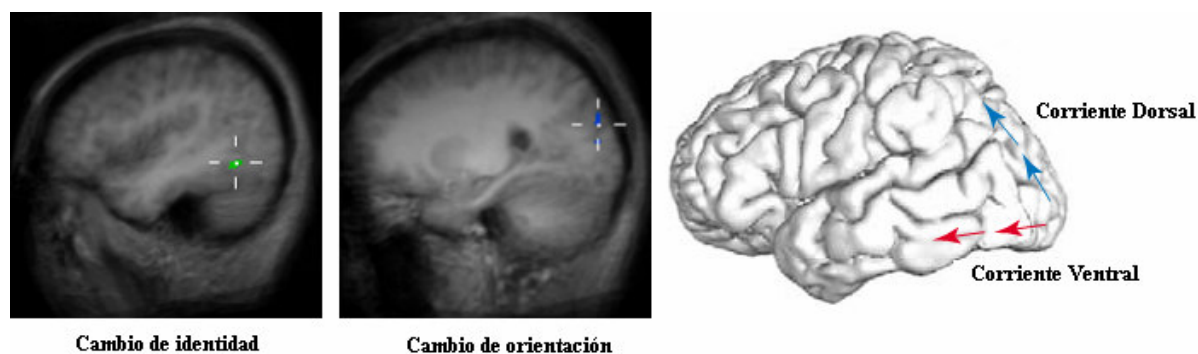 Corriente Dorsal
Corriente Ventral
Cambio de identidad
Cambio de orientación